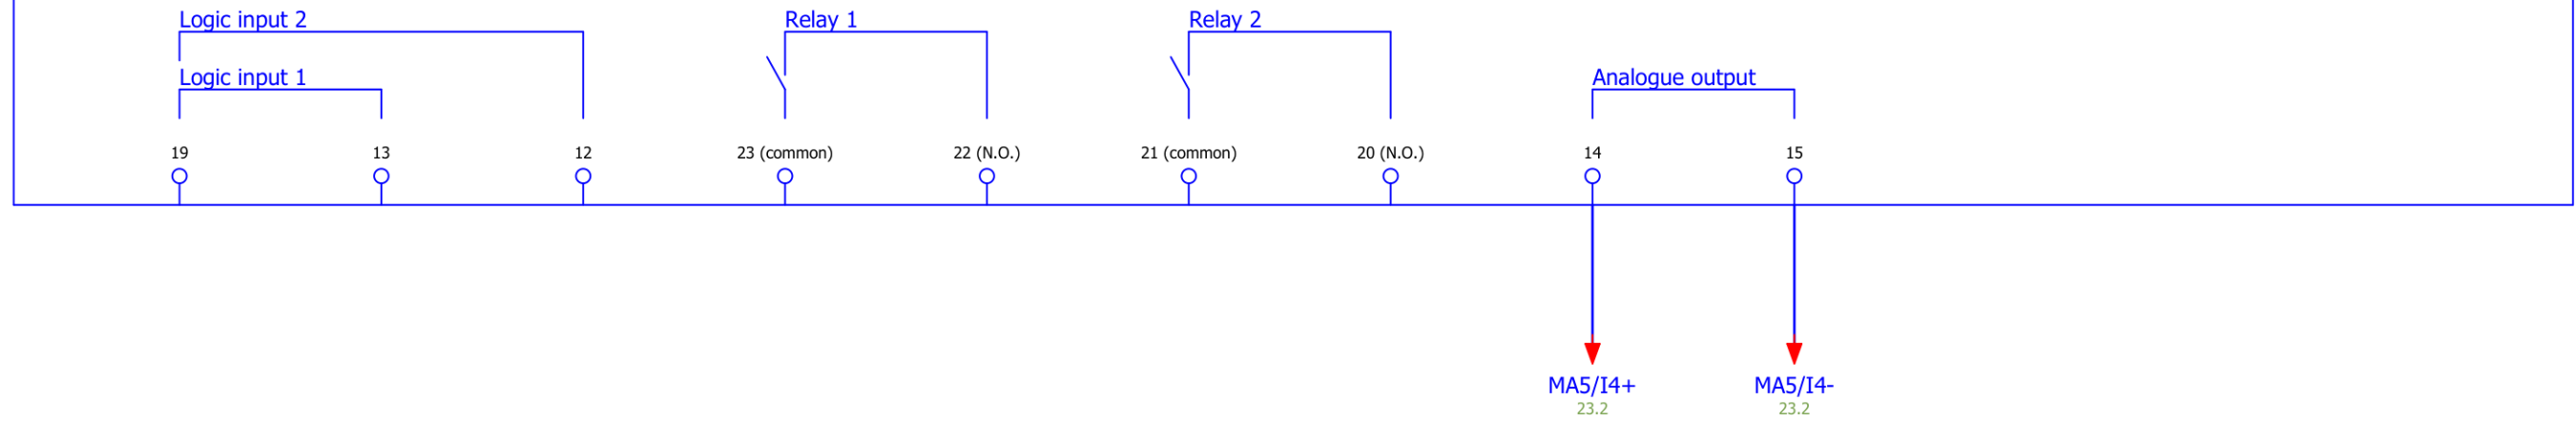 Logic input 2
Relay 1
Relay 2
Logic input 1
Analogue output
19
13
12
23 (common)
22 (N.O.)
21 (common)
20 (N.O.)
14
15
MA5/I4+
MA5/I4-
23.2
23.2